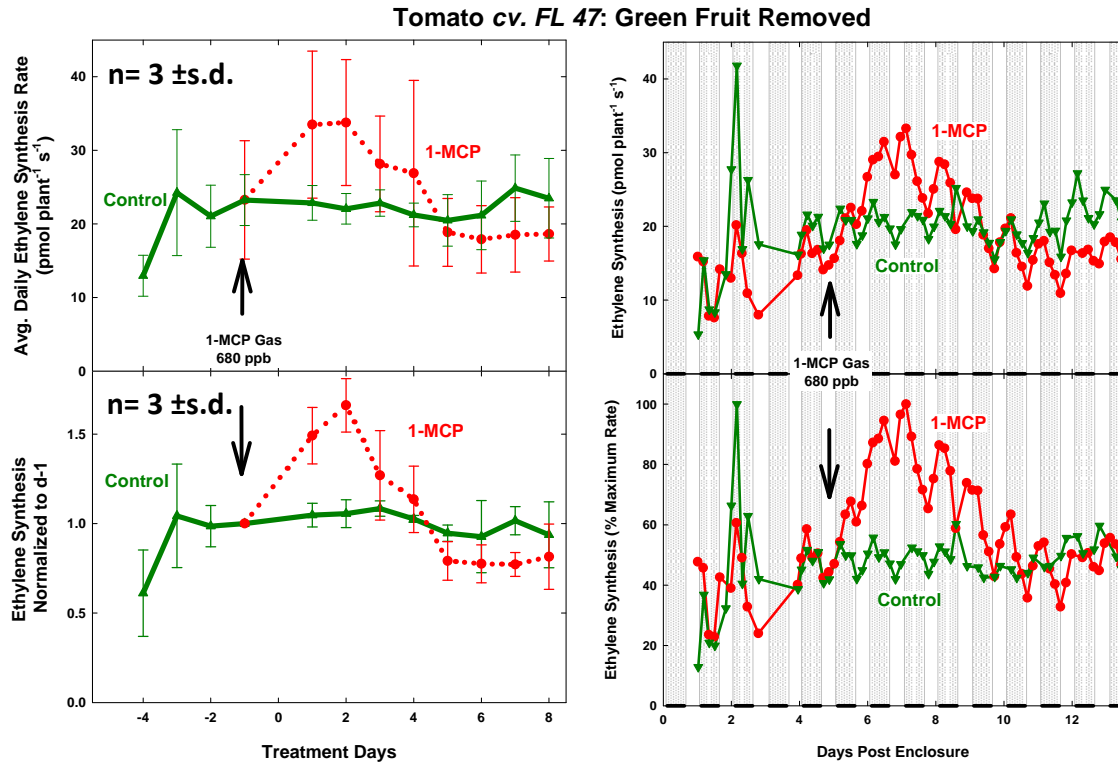 Tomato cv. FL 47: Green Fruit Removed
Avg. Daily Ethylene Synthesis Rate
(pmol plant⁻¹ s⁻¹)
40
30
20
10
0
n= 3 ±s.d.
Control
1-MCP
1-MCP Gas
680 ppb
Ethylene Synthesis
Normalized to d-1
1.5
1.0
0.5
0.0
n= 3 ±s.d.
Control
1-MCP
-4
-2
0
2
4
6
8
Treatment Days
Ethylene Synthesis (pmol plant⁻¹ s⁻¹)
40
30
20
10
0
1-MCP
Control
1-MCP Gas
680 ppb
Ethylene Synthesis (% Maximum Rate)
100
80
60
40
20
0
1-MCP
Control
0
2
4
6
8
10
12
Days Post Enclosure